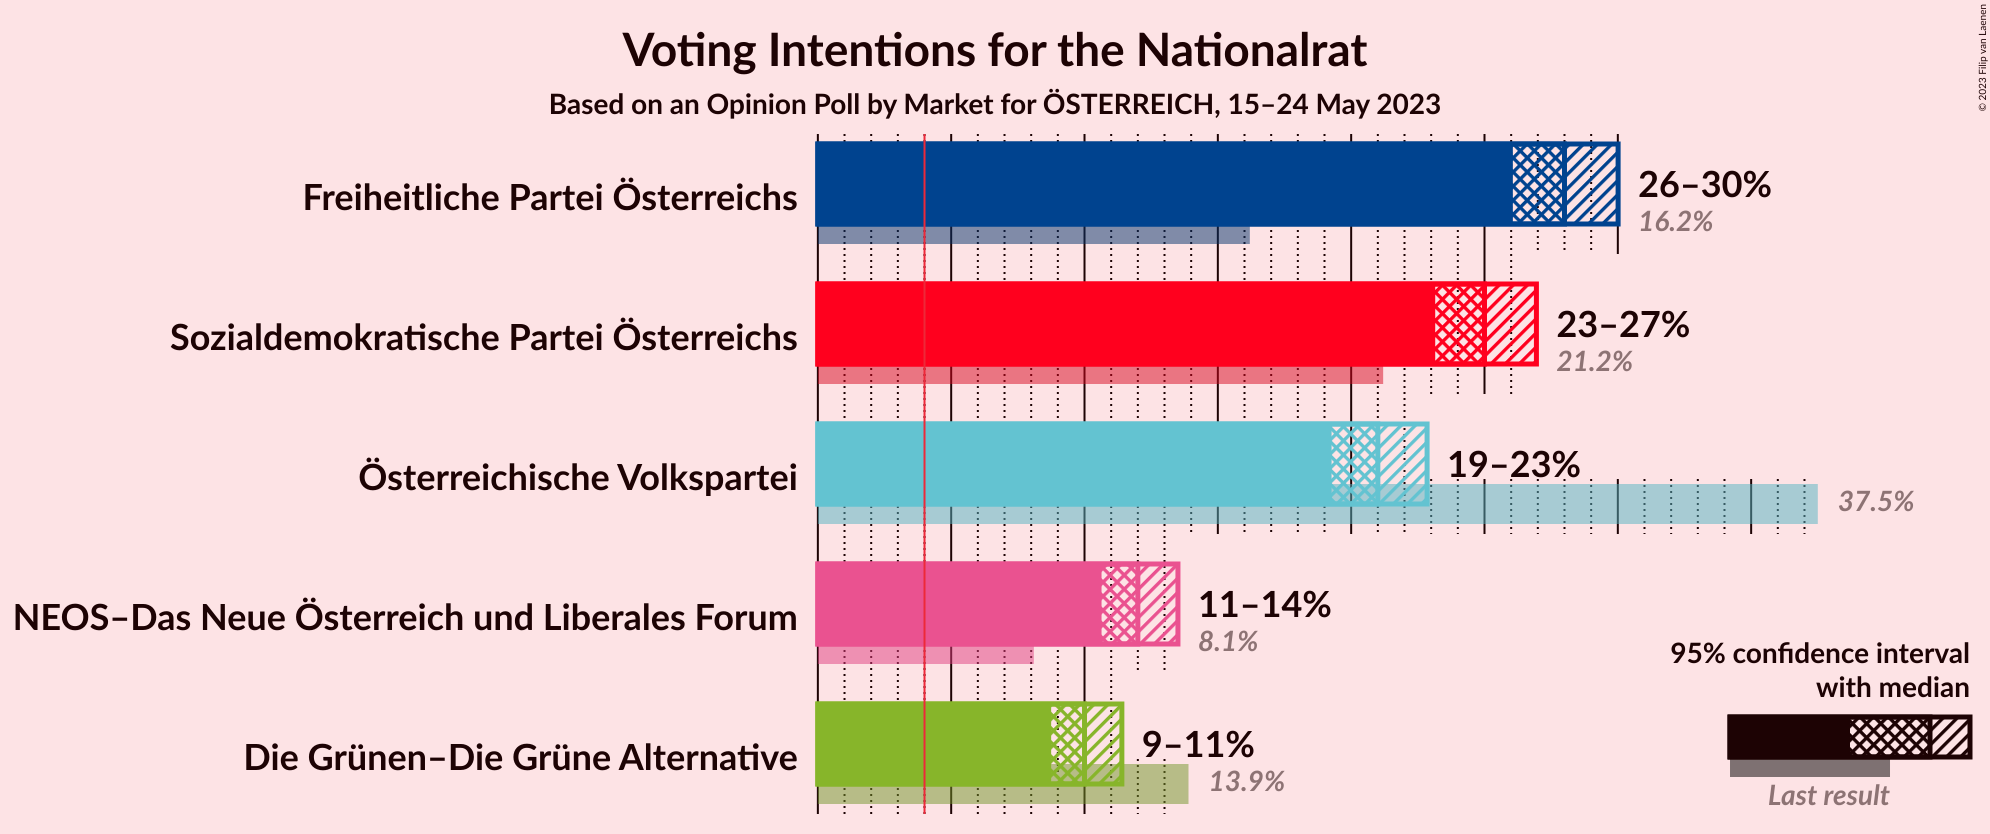 Voting Intentions for the Nationalrat
Based on an Opinion Poll by Market for ÖSTERREICH, 15–24 May 2023
© 2023 Filip van Laenen
Freiheitliche Partei Österreichs
26–30%
16.2%
Sozialdemokratische Partei Österreichs
23–27%
21.2%
Österreichische Volkspartei
19–23%
37.5%
NEOS–Das Neue Österreich und Liberales Forum
11–14%
8.1%
Die Grünen–Die Grüne Alternative
9–11%
13.9%
95% confidence interval
with median
Last result